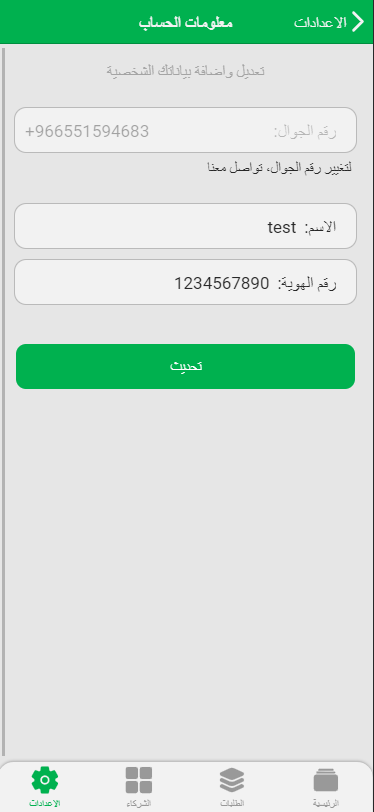 الاعدادات
معلومات الحساب
تعديل واضافة بياناتك الشخصية
رقم الجوال: +966551594683
لتغيير رقم الجوال، تواصل معنا
الاسم: test
رقم الهوية: 1234567890
تحديث
الرئيسية
الطلبات
الشركاء
الإعدادات